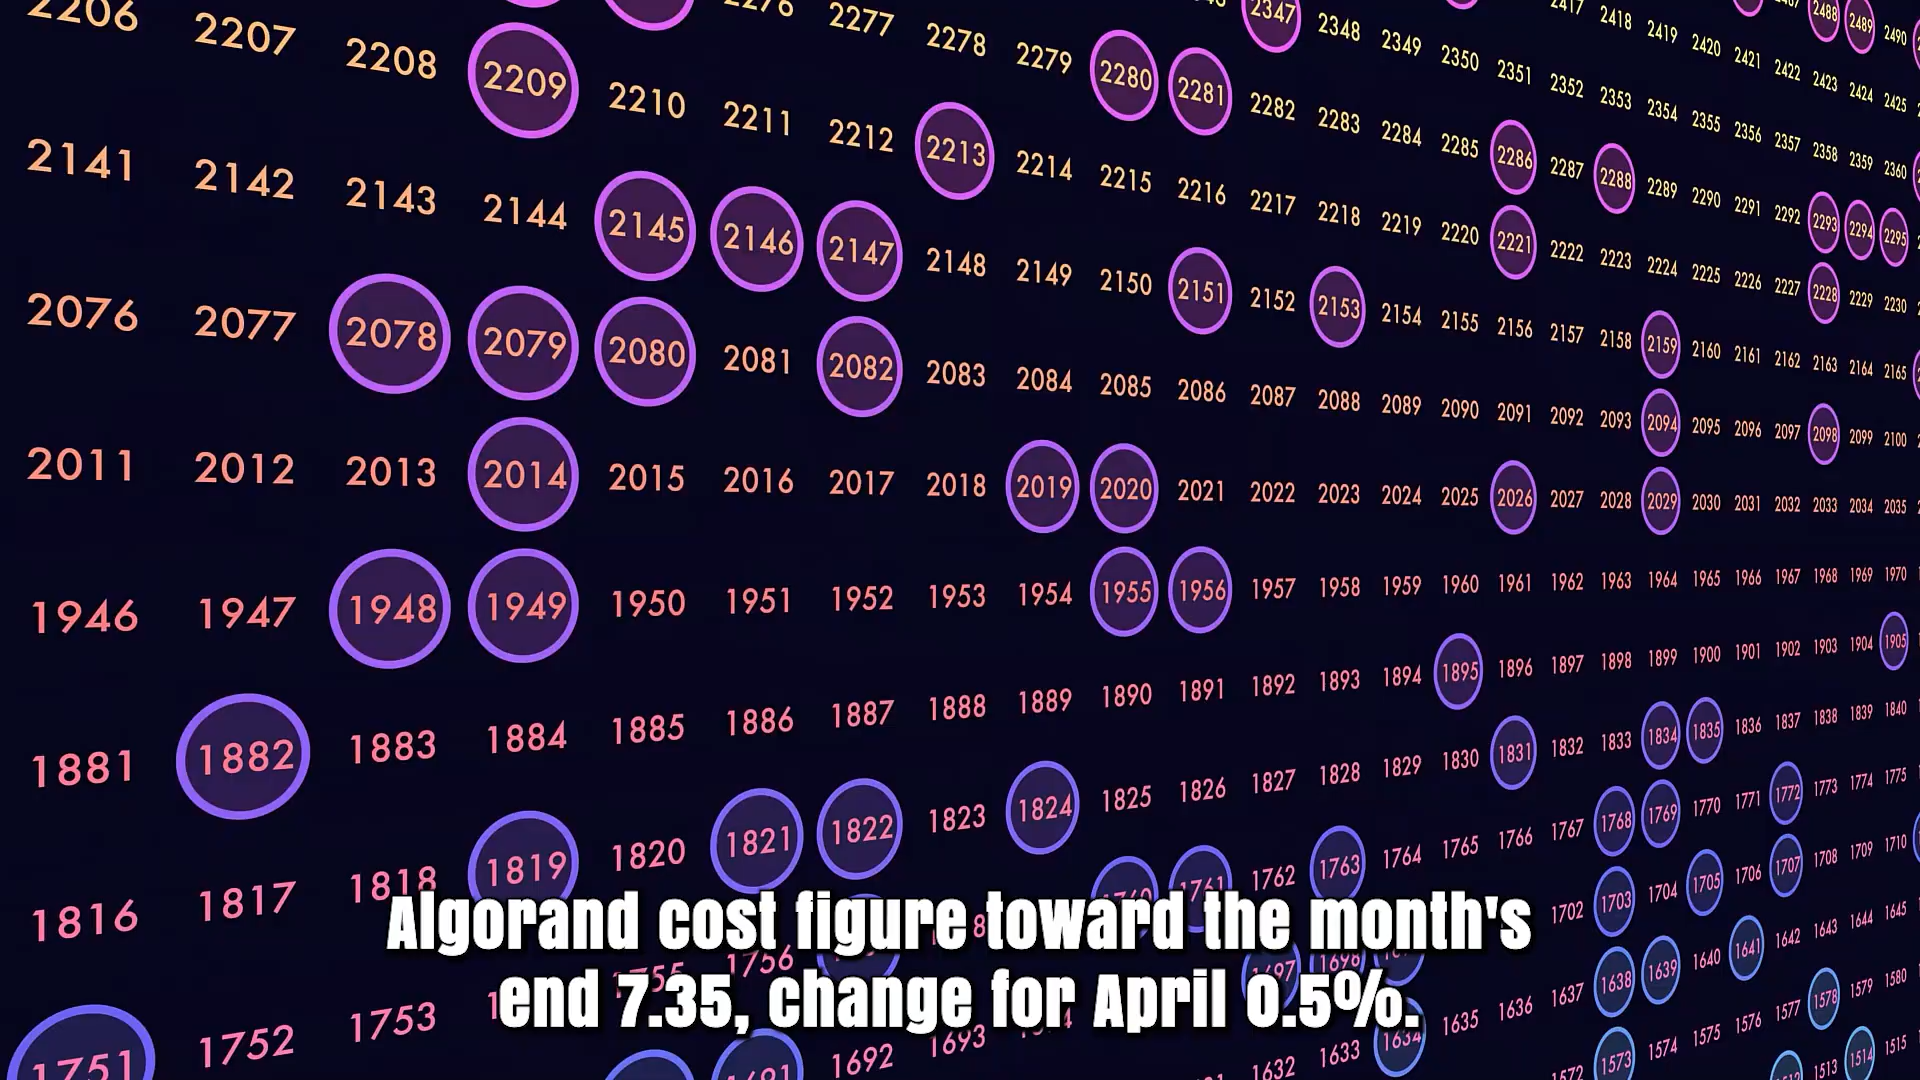 2488 2489 2490
2417 2418 2419 2420 2421 2422 2423 2424 2425
2347 2348 2349 2350 2351 2352 2353 2354 2355 2356 2357 2358 2359 2360
2276 2277 2278 2279 2280 2281 2282 2283 2284 2285 2286 2287 2288 2289 2290 2291 2292 2293 2294 2295
2206 2207 2208 2209 2210 2211 2212 2213 2214 2215 2216 2217 2218 2219 2220 2221 2222 2223 2224 2225 2226 2227 2228 2229 2230
2141 2142 2143 2144 2145 2146 2147 2148 2149 2150 2151 2152 2153 2154 2155 2156 2157 2158 2159 2160 2161 2162 2163 2164 2165
2076 2077 2078 2079 2080 2081 2082 2083 2084 2085 2086 2087 2088 2089 2090 2091 2092 2093 2094 2095 2096 2097 2098 2099 2100
2011 2012 2013 2014 2015 2016 2017 2018 2019 2020 2021 2022 2023 2024 2025 2026 2027 2028 2029 2030 2031 2032 2033 2034 2035
1946 1947 1948 1949 1950 1951 1952 1953 1954 1955 1956 1957 1958 1959 1960 1961 1962 1963 1964 1965 1966 1967 1968 1969 1970
1881 1882 1883 1884 1885 1886 1887 1888 1889 1890 1891 1892 1893 1894 1895 1896 1897 1898 1899 1900 1901 1902 1903 1904 1905
1816 1817 1818 1819 1820 1821 1822 1823 1824 1825 1826 1827 1828 1829 1830 1831 1832 1833 1834 1835 1836 1837 1838 1839 1840
1751 1752 1753 1755 1756 1761 1762 1763 1764 1765 1766 1767 1768 1769 1770 1771 1772 1773 1774 1775
1692 1693 1697 1698 1702 1703 1704 1705 1706 1707 1708 1709 1710
1632 1633 1634 1635 1636 1637 1638 1639 1640 1641 1642 1643 1644 1645
1572 1573 1574 1575 1576 1577 1578 1579 1580
1513 1514 1515
Algorand cost figure toward the month's
end 7.35, change for April 0.5%.